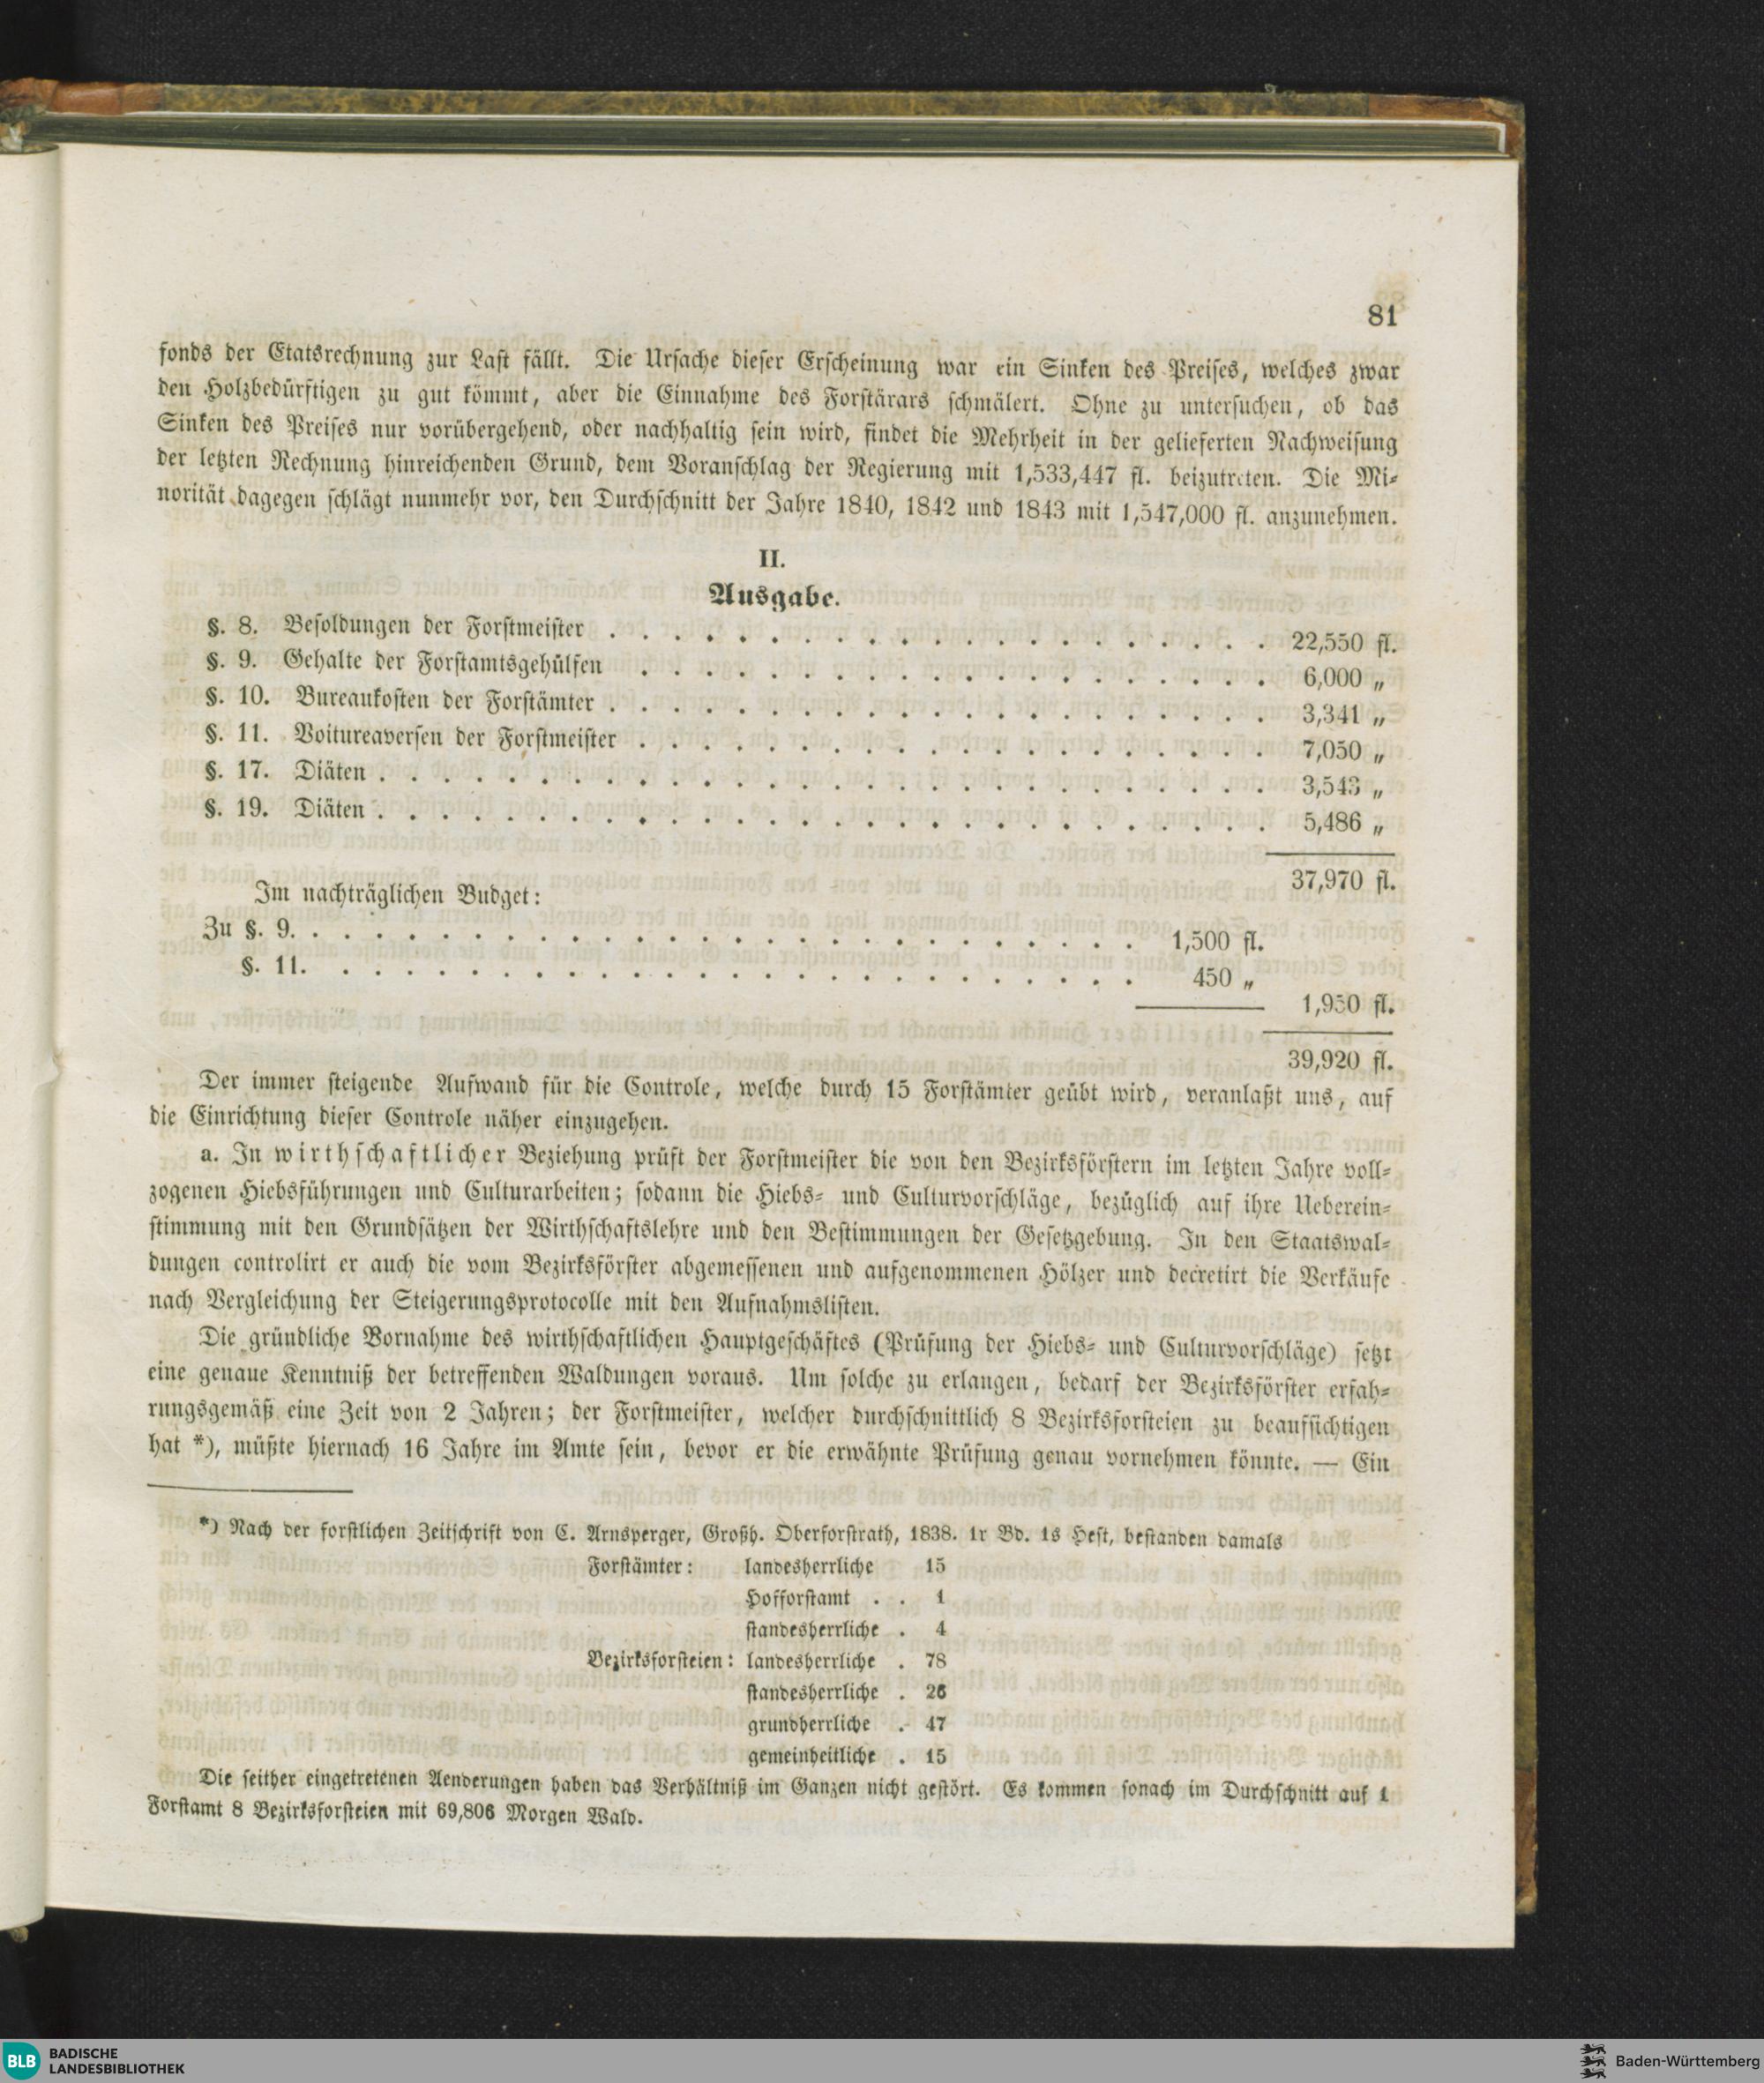 81
fonds der Etatsrechnung zur Last fällt. Die Ursache dieser Erscheinung war ein Sinken des Preises, welches zwar
den Holzbedürftigen zu gut kömmt, aber die Einnahme des Forstärars schmälert. Ohne zu untersuchen, ob das
Sinken des Preises nur vorübergehend, oder nachhaltig sein wird, findet die Mehrheit in der gelieferten Nachweisung
der letzten Rechnung hinreichenden Grund, dem Voranschlag der Regierung mit 1,533,447 fl. beizutreten. Die Mi-
norität dagegen schlägt nunmehr vor, den Durchschnitt der Jahre 1840, 1842 und 1843 mit 1,547,000 fl. anzunehmen.
II.
Ausgabe.
§. 8. Besoldungen der Forstmeister . . . . . . . . . . . . . . . . . . . . . 22,550 fl.
§. 9. Gehalte der Forstamtsgehülfen . . . . . . . . . . . . . . . . . . . . 6,000 „
§. 10. Bureaukosten der Forstämter . . . . . . . . . . . . . . . . . . . . . 3,341 „
§. 11. Voitureaversen der Forstmeister . . . . . . . . . . . . . . . . . . . . 7,050 „
§. 17. Diäten . . . . . . . . . . . . . . . . . . . . . . . . . . . . 3,543 „
§. 19. Diäten . . . . . . . . . . . . . . . . . . . . . . . . . . . . 5,486 „
37,970 fl.
Im nachträglichen Budget:
Zu §. 9. . . . . . . . . . . . . . . . . . . . . . . . . . . 1,500 fl.
§. 11. . . . . . . . . . . . . . . . . . . . . . . . . . 450 „
1,950 fl.
39,920 fl.
Der immer steigende Aufwand für die Controle, welche durch 15 Forstämter geübt wird, veranlaßt uns, auf
die Einrichtung dieser Controle näher einzugehen.
a. In wirthschaftlicher Beziehung prüft der Forstmeister die von den Bezirksförstern im letzten Jahre voll-
zogenen Hiebsführungen und Culturarbeiten; sodann die Hiebs- und Culturvorschläge, bezüglich auf ihre Ueberein-
stimmung mit den Grundsätzen der Wirthschaftslehre und den Bestimmungen der Gesetzgebung. In den Staatswal-
dungen controlirt er auch die vom Bezirksförster abgemessenen und aufgenommenen Hölzer und decretirt die Verkäufe
nach Vergleichung der Steigerungsprotocolle mit den Aufnahmslisten.
Die gründliche Vornahme des wirthschaftlichen Hauptgeschäftes (Prüfung der Hiebs- und Culturvorschläge) setzt
eine genaue Kenntniß der betreffenden Waldungen voraus. Um solche zu erlangen, bedarf der Bezirksförster erfah-
rungsgemäß eine Zeit von 2 Jahren; der Forstmeister, welcher durchschnittlich 8 Bezirksforsteien zu beaufsichtigen
hat *), müßte hiernach 16 Jahre im Amte sein, bevor er die erwähnte Prüfung genau vornehmen könnte. — Ein
*) Nach der forstlichen Zeitschrift von C. Arnsperger, Großh. Oberforstrath, 1838. 1r Bd. 1s Heft, bestanden damals
Forstämter: landesherrliche 15
Hofforstamt . . 1
standesherrliche . 4
Bezirksforsteien: landesherrliche . 78
standesherrliche . 26
grundherrliche . 47
gemeinheitliche . 15
Die seither eingetretenen Aenderungen haben das Verhältniß im Ganzen nicht gestört. Es kommen sonach im Durchschnitt auf 1
Forstamt 8 Bezirksforsteien mit 69,806 Morgen Wald.
BLB BADISCHE
LANDESBIBLIOTHEK
Baden-Württemberg